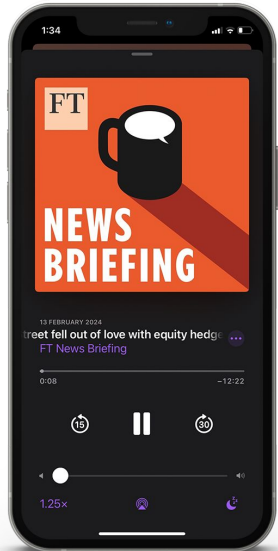 1:34
FT
NEWS
BRIEFING
13 FEBRUARY 2024
treet fell out of love with equity hedge
FT News Briefing
0:08 −12:22
15 30
1.25×
z z